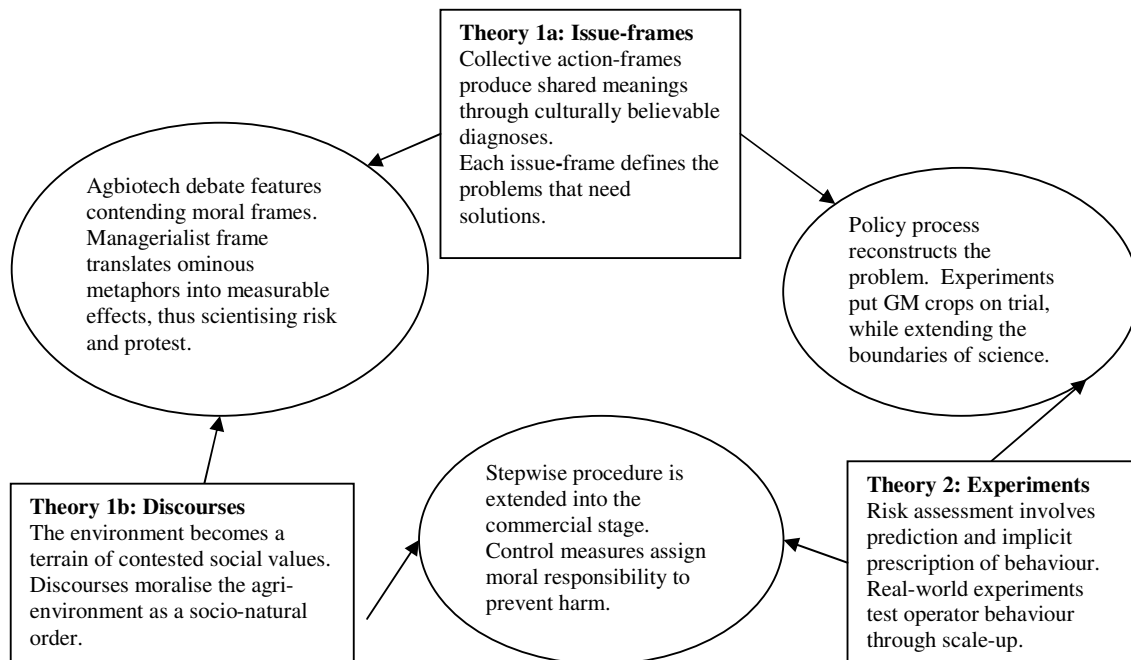 Theory 1a: Issue-frames
Collective action-frames
produce shared meanings
through culturally believable
diagnoses.
Each issue-frame defines the
problems that need
solutions.
Agbiotech debate features
contending moral frames.
Managerialist frame
translates ominous
metaphors into measurable
effects, thus scientising risk
and protest.
Policy process
reconstructs the
problem.  Experiments
put GM crops on trial,
while extending the
boundaries of science.
Stepwise procedure is
extended into the
commercial stage.
Control measures assign
moral responsibility to
prevent harm.
Theory 1b: Discourses
The environment becomes a
terrain of contested social values.
Discourses moralise the agri-
environment as a socio-natural
order.
Theory 2: Experiments
Risk assessment involves
prediction and implicit
prescription of behaviour.
Real-world experiments
test operator behaviour
through scale-up.